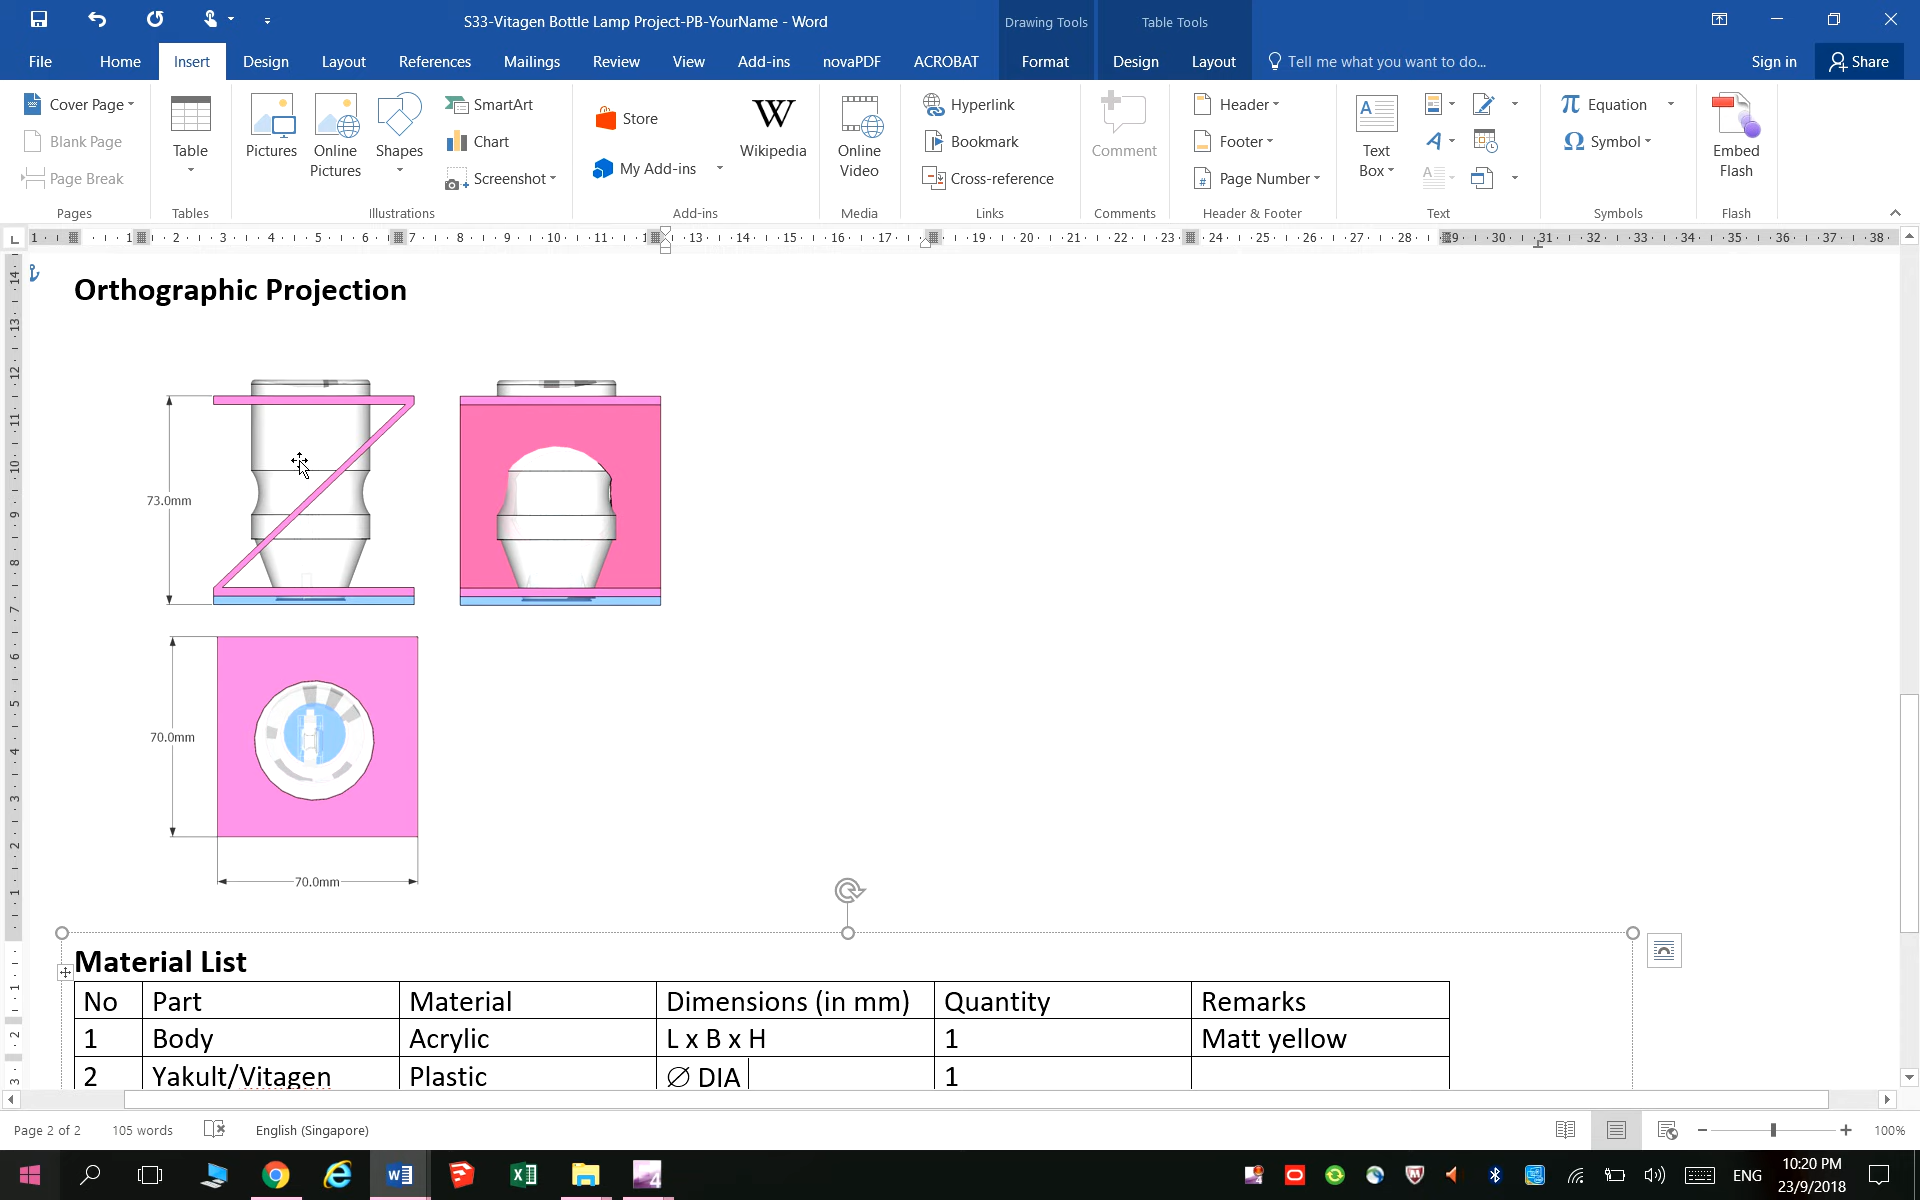 S33-Vitagen Bottle Lamp Project-PB-YourName - Word
Drawing Tools
Table Tools
File
Home
Insert
Design
Layout
References
Mailings
Review
View
Add-ins
novaPDF
ACROBAT
Format
Design
Layout
Tell me what you want to do...
Sign in
Share
Cover Page
Blank Page
Page Break
Pages
Table
Tables
Pictures
Online Pictures
Shapes
SmartArt
Chart
Screenshot
Illustrations
Store
My Add-ins
Add-ins
Wikipedia
Online Video
Media
Hyperlink
Bookmark
Cross-reference
Links
Comment
Comments
Header
Footer
Page Number
Header & Footer
Text Box
Text
Equation
Symbol
Symbols
Embed Flash
Flash
Orthographic Projection
73.0mm
70.0mm
70.0mm
Material List
No Part Material Dimensions (in mm) Quantity Remarks
1 Body Acrylic L x B x H 1 Matt yellow
2 Yakult/Vitagen Plastic ∅ DIA 1
Page 2 of 2
105 words
English (Singapore)
100%
ENG
10:20 PM
23/9/2018